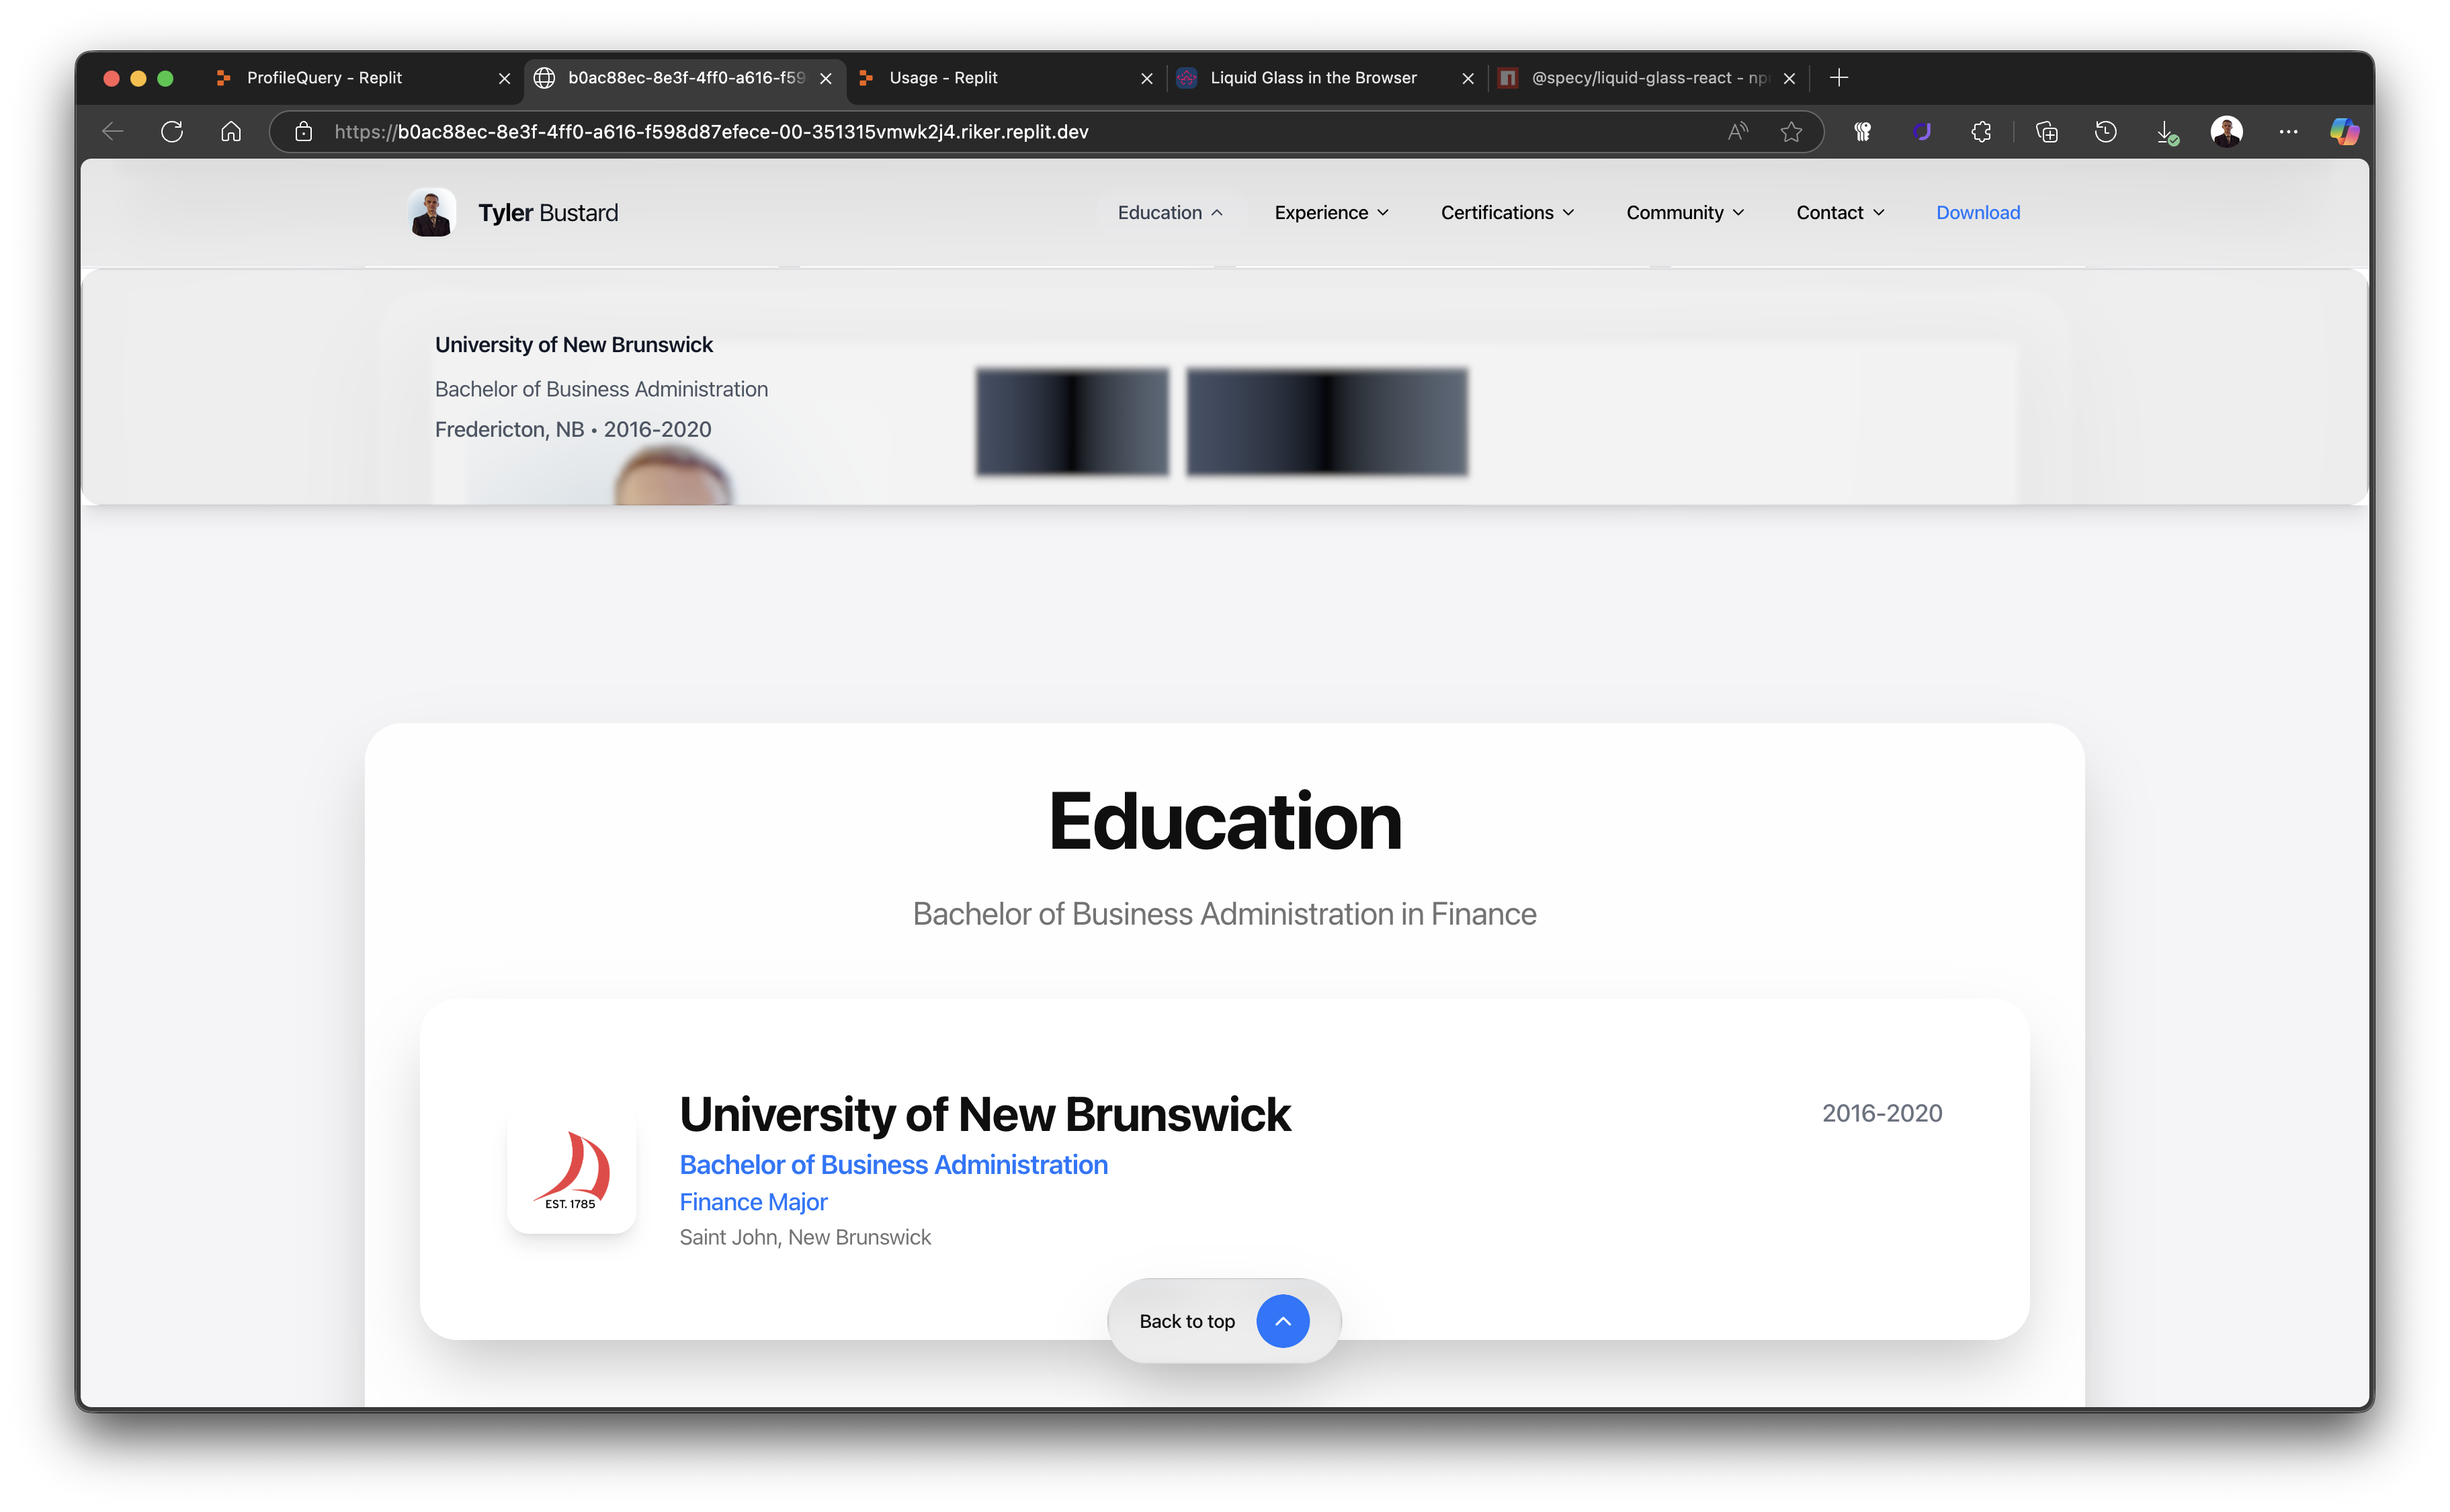 ProfileQuery - Replit
b0ac88ec-8e3f-4ff0-a616-f59
Usage - Replit
Liquid Glass in the Browser
@specy/liquid-glass-react - np
https://b0ac88ec-8e3f-4ff0-a616-f598d87efece-00-351315vmwk2j4.riker.replit.dev
Tyler Bustard
Education
Experience
Certifications
Community
Contact
Download
University of New Brunswick
Bachelor of Business Administration
Fredericton, NB • 2016-2020
Education
Bachelor of Business Administration in Finance
EST. 1785
University of New Brunswick
2016-2020
Bachelor of Business Administration
Finance Major
Saint John, New Brunswick
Back to top